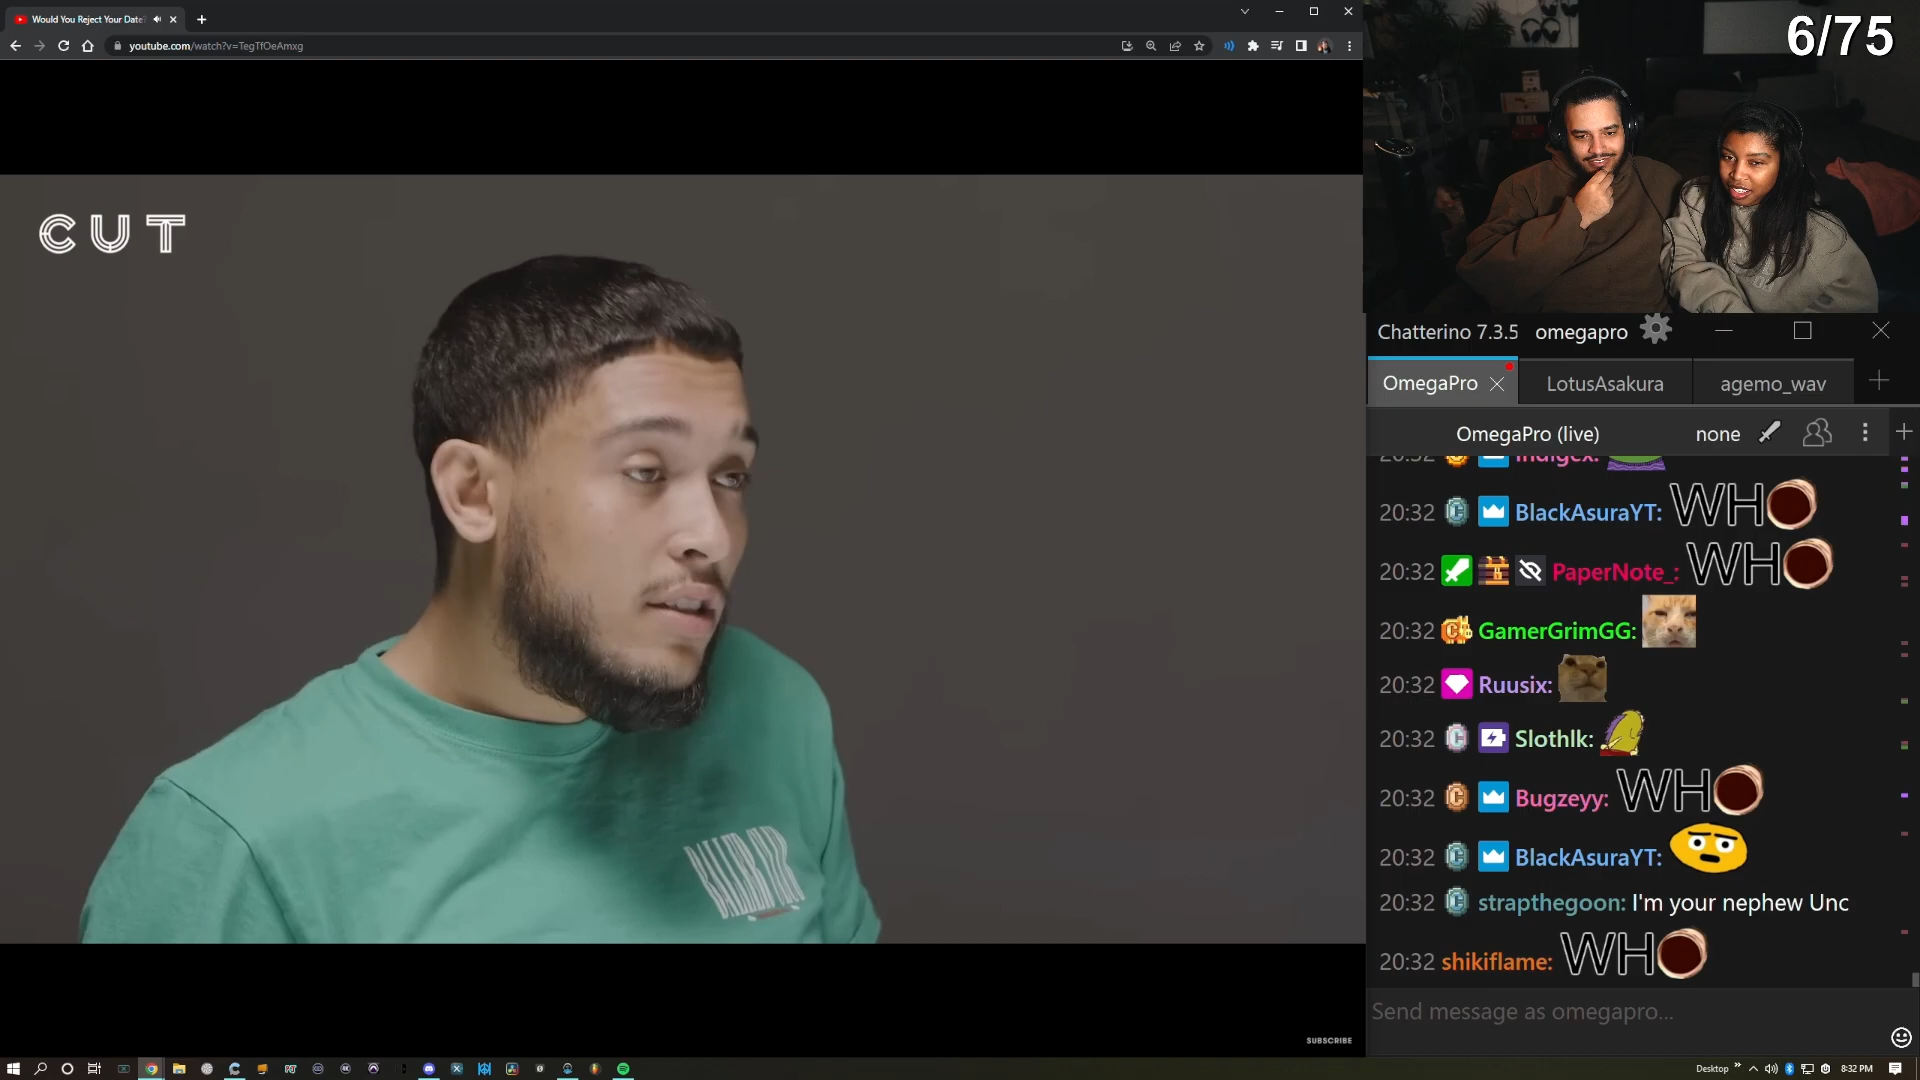 Would You Reject Your Date
6/75
youtube.com/watch?v=TegTfOeAmxg
CUT
Chatterino 7.3.5 omegapro
OmegaPro LotusAsakura agemo_wav
OmegaPro (live) none
20:32 Indigex:
20:32 BlackAsuraYT: WHO
20:32 PaperNote_: WHO
20:32 GamerGrimGG:
20:32 Ruusix:
20:32 Slothlk:
20:32 Bugzeyy: WHO
20:32 BlackAsuraYT:
20:32 strapthegoon: I'm your nephew Unc
20:32 shikiflame: WHO
Send message as omegapro...
SUBSCRIBE
Desktop 8:32 PM